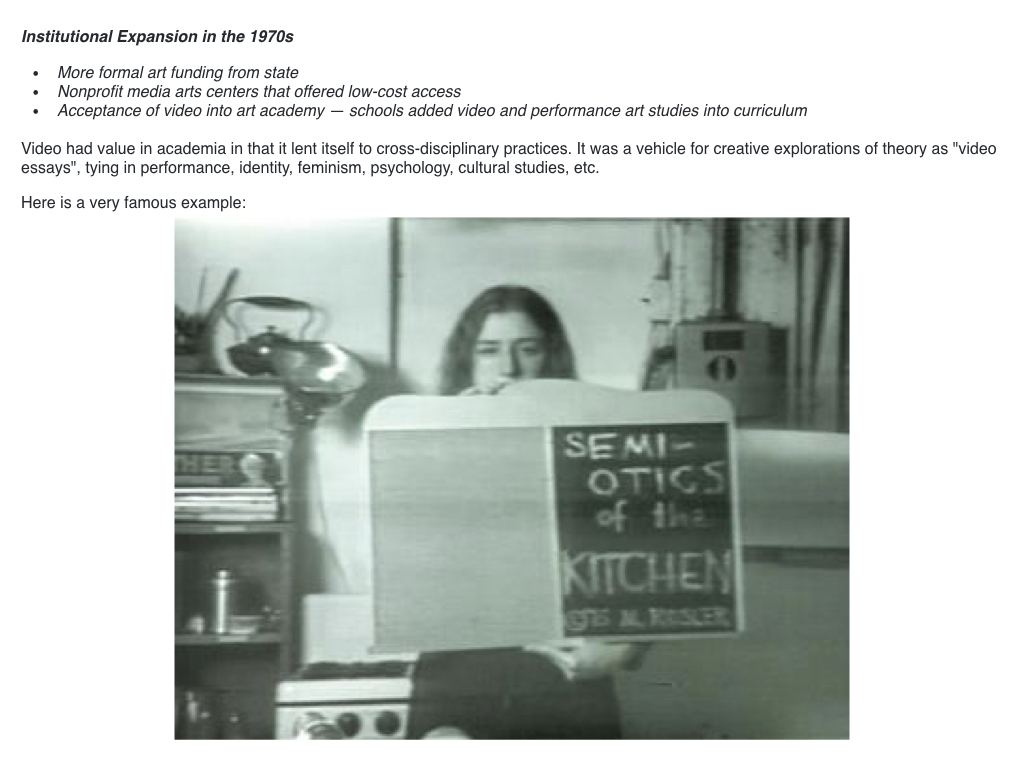 Institutional Expansion in the 1970s
• More formal art funding from state
• Nonprofit media arts centers that offered low-cost access
• Acceptance of video into art academy — schools added video and performance art studies into curriculum
Video had value in academia in that it lent itself to cross-disciplinary practices. It was a vehicle for creative explorations of theory as "video
essays", tying in performance, identity, feminism, psychology, cultural studies, etc.
Here is a very famous example:
THER
SEMI-
OTICS
of the
KITCHEN
M. ROSLER